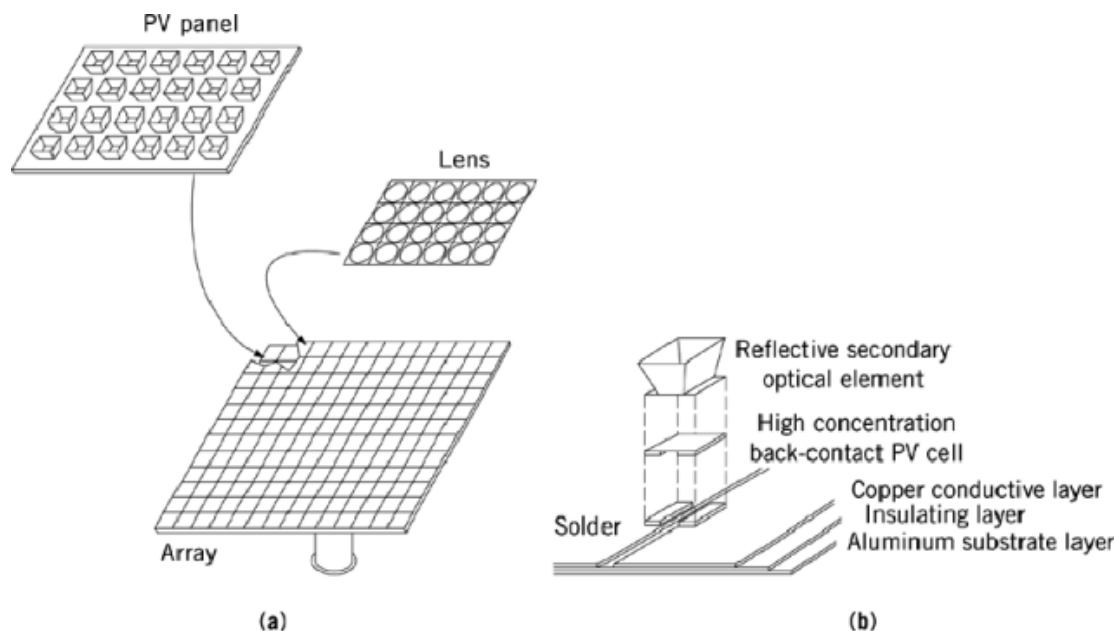 PV panel
Lens
Array
(a)
Reflective secondary
optical element
High concentration
back-contact PV cell
Copper conductive layer
Insulating layer
Aluminum substrate layer
Solder
(b)